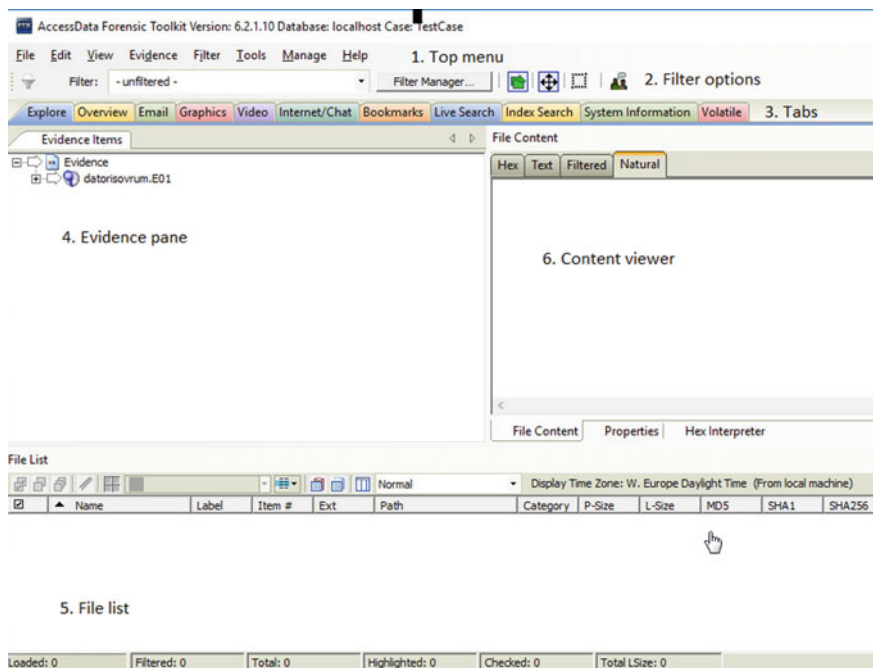 AccessData Forensic Toolkit Version: 6.2.1.10 Database: localhost Case: TestCase
File Edit View Evidence Filter Tools Manage Help 1. Top menu
Filter: - unfiltered - Filter Manager... 2. Filter options
Explore Overview Email Graphics Video Internet/Chat Bookmarks Live Search Index Search System Information Volatile 3. Tabs
Evidence Items
File Content
Evidence
datorisovrum.E01
Hex Text Filtered Natural
4. Evidence pane
6. Content viewer
File Content Properties Hex Interpreter
File List
Normal Display Time Zone: W. Europe Daylight Time (From local machine)
Name Label Item # Ext Path Category P-Size L-Size MD5 SHA1 SHA256
5. File list
Loaded: 0 Filtered: 0 Total: 0 Highlighted: 0 Checked: 0 Total LSize: 0